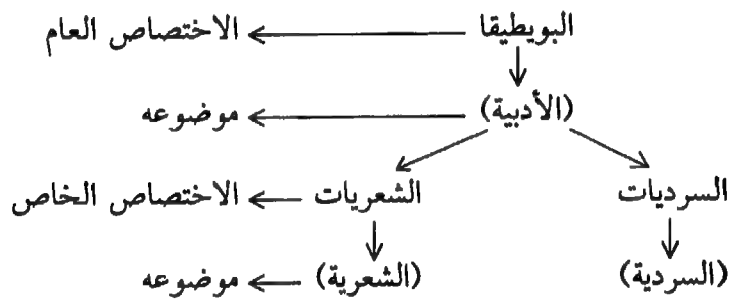 البويطيقا الاختصاص العام
(الأدبية) موضوعه
السرديات الشعريات الاختصاص الخاص
(السردية) (الشعرية) موضوعه